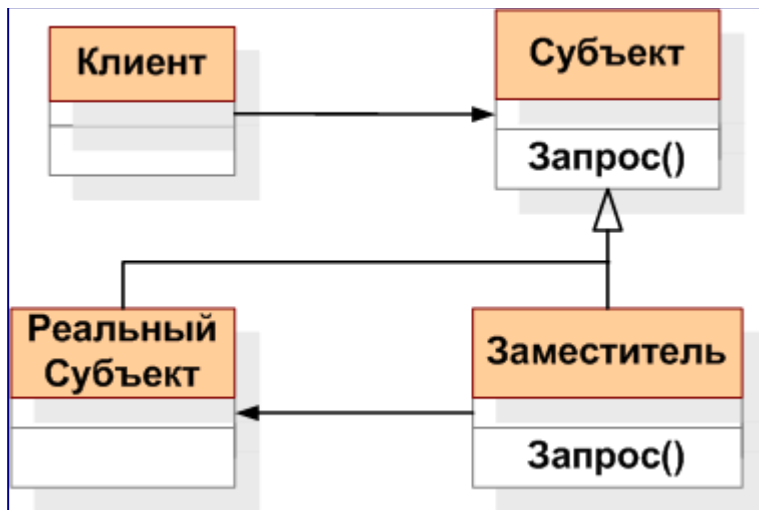 Клиент
Субъект
Запрос()
Реальный
Субъект
Заместитель
Запрос()